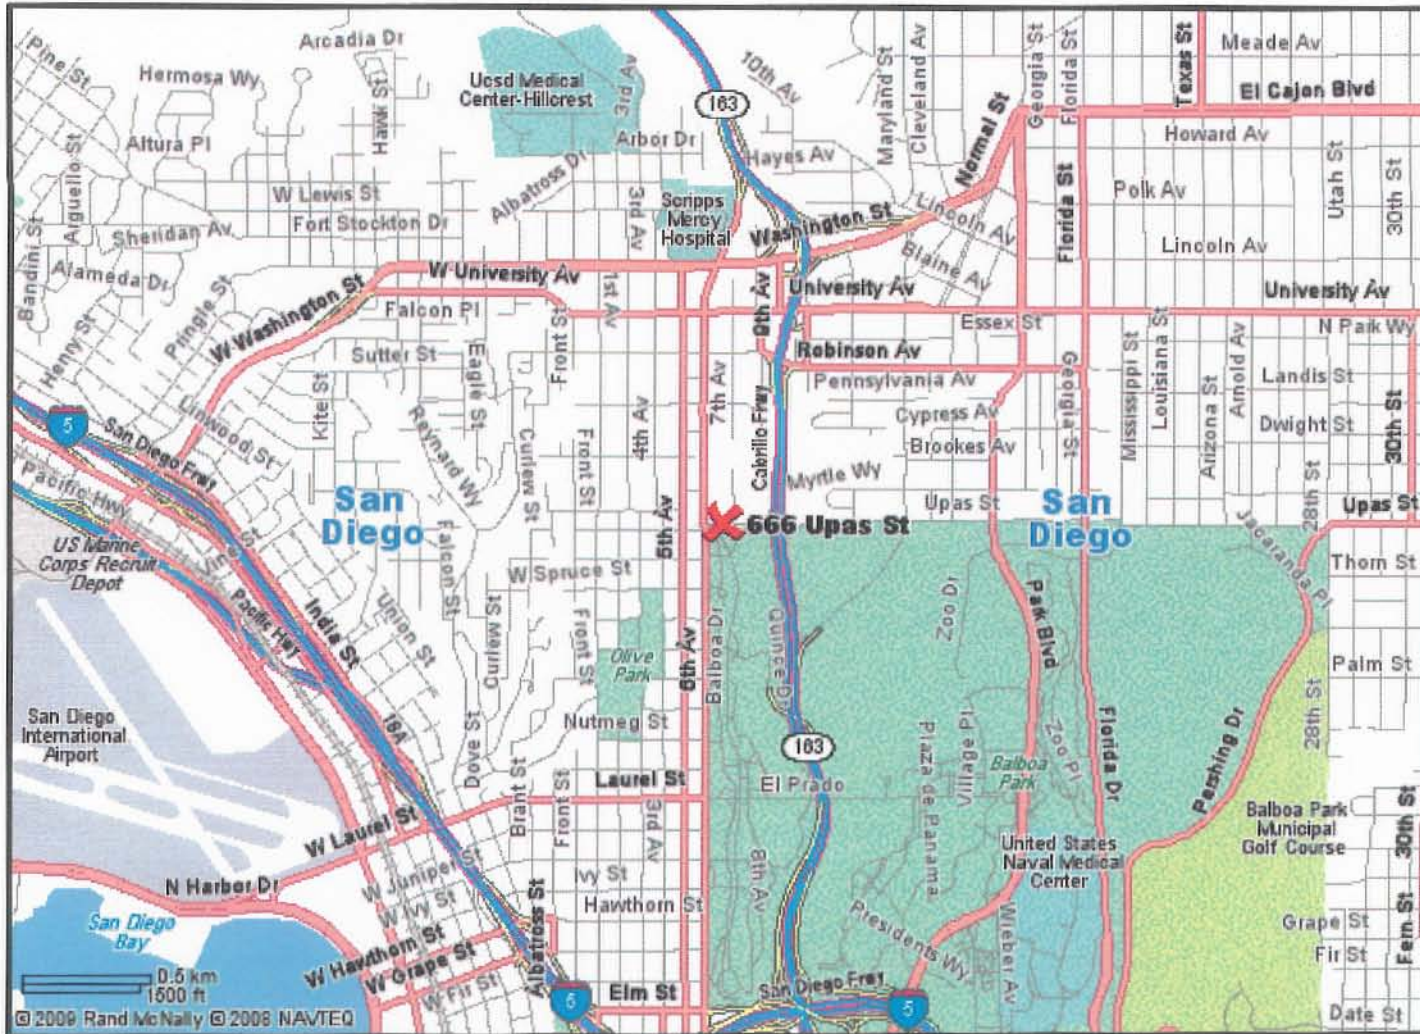 Pine St
Arcadia Dr
Hermosa Wy
Hawk St
Ucsd Medical
Center-Hillcrest
3rd Av
163
10th Av
Maryland St
Cleveland Av
Georgia St
Florida St
Texas St
Meade Av
El Cajon Blvd
Howard Av
Altura Pl
Arguello St
Arbor Dr
Hayes Av
Normal St
Utah St
30th St
W Lewis St
Albatross Dr
3rd Av
Scripps
Mercy
Hospital
Washington St
Lincoln Av
Florida St
Polk Av
Bandini St
Sheridan Av
Fort Stockton Dr
Blaine Av
Lincoln Av
Alameda Dr
Pringle St
W Washington St
W University Av
1st Av
9th Av
University Av
University Av
Falcon Pl
Front St
Essex St
Mississippi St
Louisiana St
Arnold Av
N Park Wy
Henry St
Sutter St
Eagle St
7th Av
Robinson Av
Georgia St
Pennsylvania Av
Arizona St
Landis St
Kite St
Linwood St
Reynard Wy
Curlew St
Front St
4th Av
Cabrillo Frwy
Cypress Av
Brookes Av
Dwight St
30th St
5
San Diego Fra1
Pacific Hwy
Myrtle Wy
28th St
San
Diego
5th Av
666 Upas St
Upas St
San
Diego
Upas St
Jacaranda Pl
US Marine
Corps Recruit
Depot
Vine St
Falcon St
W Spruce St
Thorn St
Pacific Hwy
India St
Union St
Curlew St
Front St
Olive
Park
6th Av
Balboa Dr
Quince Dr
Zoo Dr
Park Blvd
Palm St
San Diego
International
Airport
18A
Dove St
Nutmeg St
163
Plaza de Panama
Village Pl
Balboa
Park
Zoo Pl
Florida Dr
Pershing Dr
28th St
Laurel St
Brant St
Front St
3rd Av
El Prado
W Laurel St
United States
Naval Medical
Center
Balboa Park
Municipal
Golf Course
30th St
N Harbor Dr
W Juniper St
Ivy St
8th Av
W Ivy St
Albatross St
Hawthorn St
Presidents Wy
Wieber Av
Grape St
Fern St
San Diego
Bay
W Hawthorn St
W Grape St
Fir St
0.5 km
1500 ft
W Fir St
5
Elm St
San Diego Fra1
5
Date St
© 2009 Rand McNally © 2008 NAVTEQ